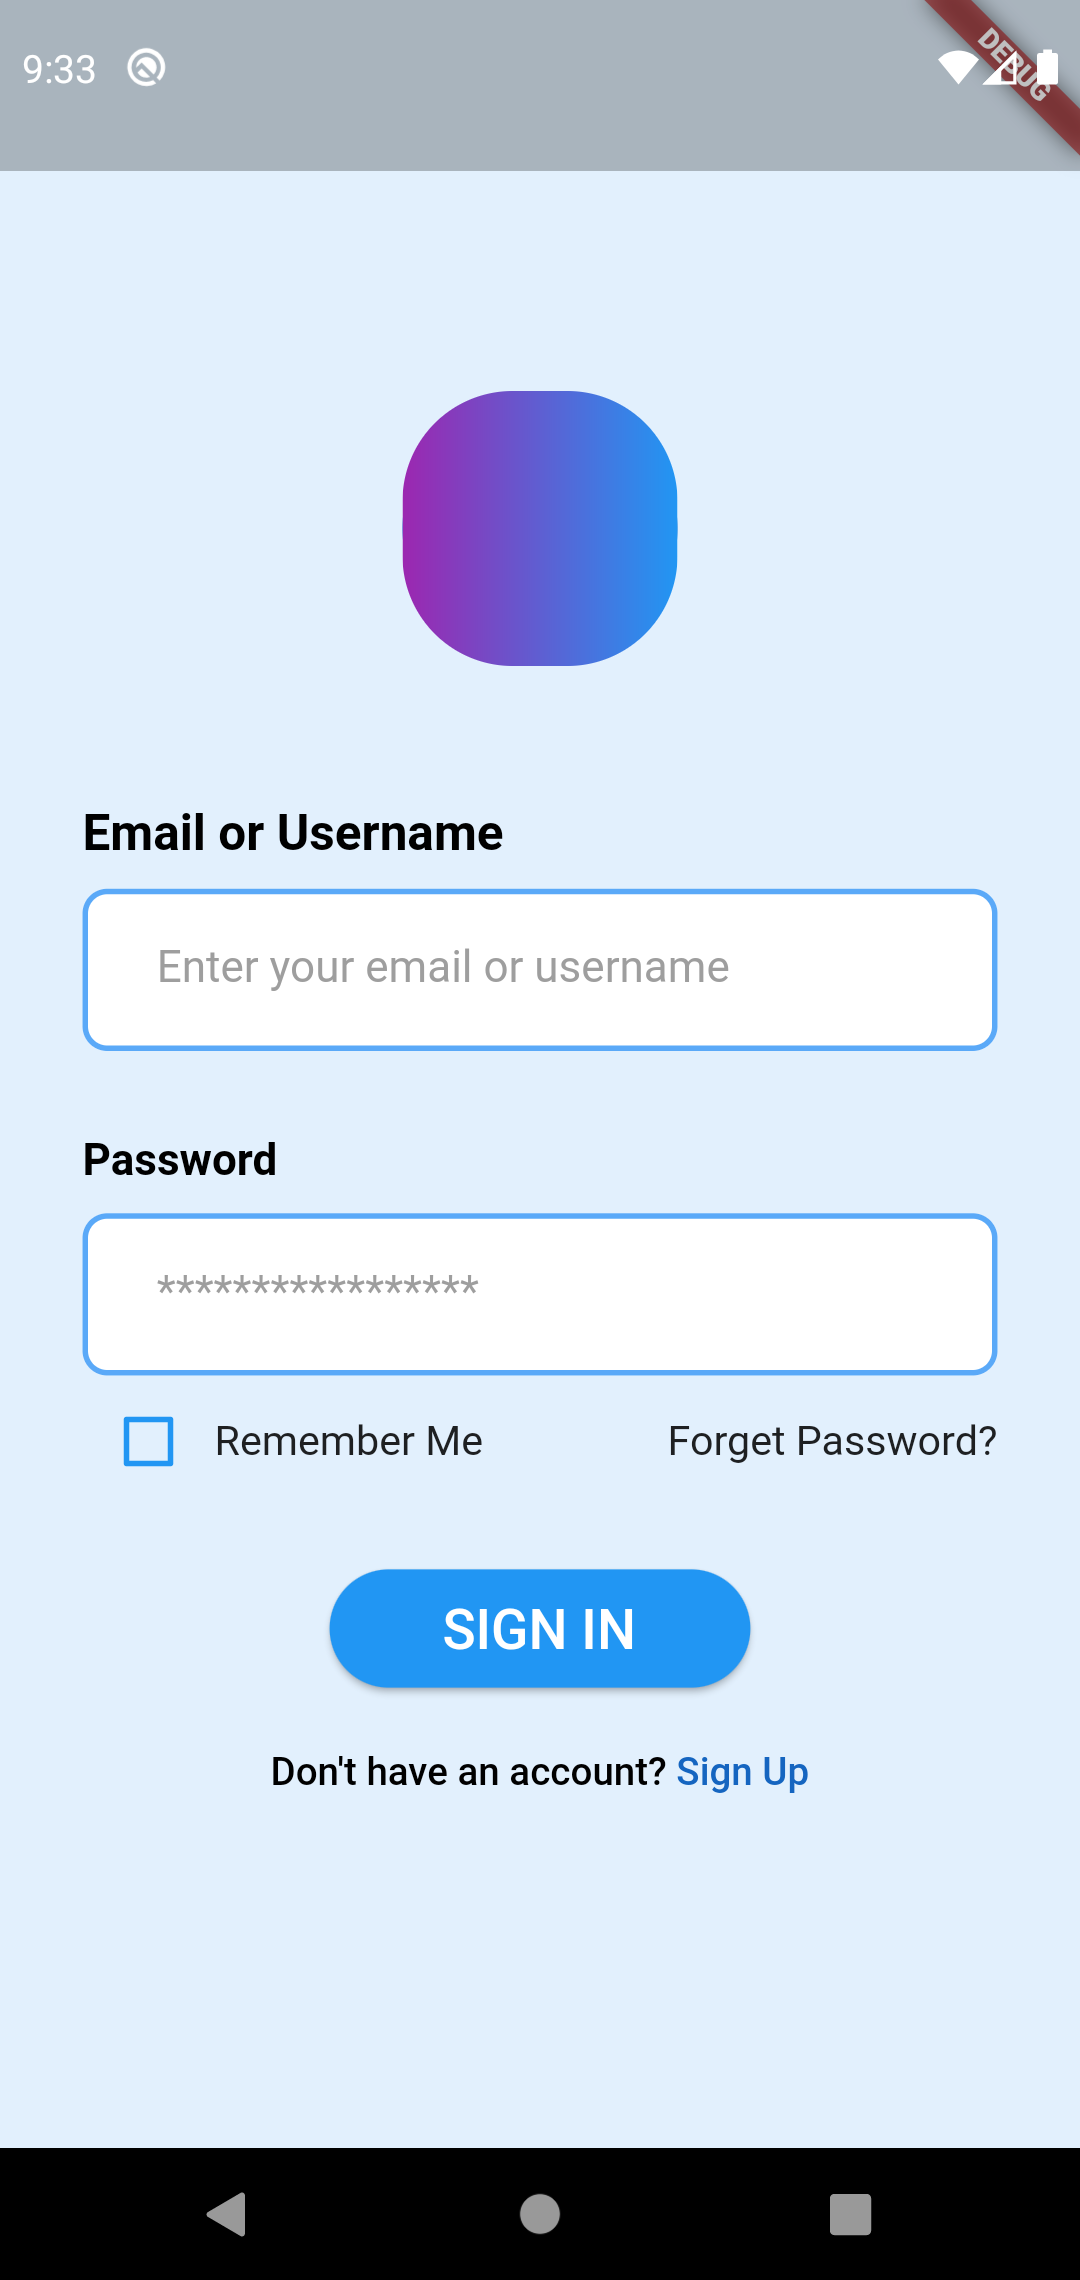 9:33
DEBUG
Email or Username
Enter your email or username
Password
*****************
Remember Me
Forget Password?
SIGN IN
Don't have an account? Sign Up